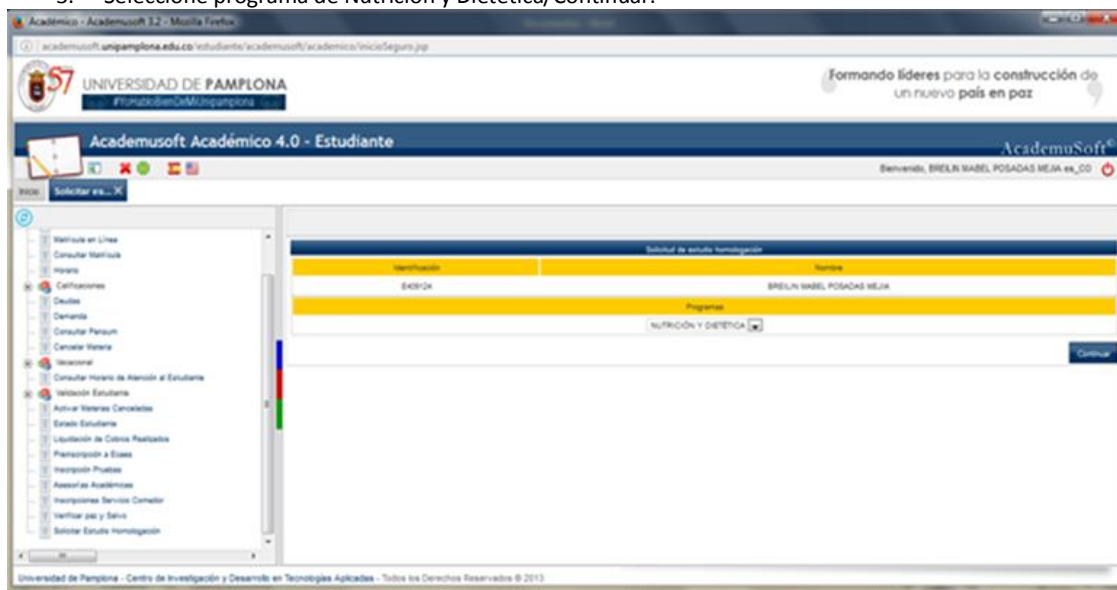 5. Seleccione programa de Nutrición y Dietética/Continuar.
Académico - Academusoft 3.2 - Mozilla Firefox
academusoft.unipamplona.edu.co/estudiante/academusoft/academico/inicioSeguro.jsp
57 UNIVERSIDAD DE PAMPLONA
#YoHabloBienDeMiUnipamplona
Formando líderes para la construcción de
un nuevo país en paz
Academusoft Académico 4.0 - Estudiante
AcademuSoft©
Bienvenido, BREILIN MABEL POSADAS MEJIA es_CO
Inicio Solicitar es... X
Matrícula en Línea
Consultar Matrícula
Horario
Calificaciones
Deudas
Demanda
Consultar Pensum
Cancelar Materia
Vacacional
Consultar Horario de Atención al Estudiante
Validación Estudiante
Activar Materias Canceladas
Estado Estudiante
Liquidación de Cobros Realizados
Preinscripción a Ecaes
Inscripción Pruebas
Asesorías Académicas
Inscripciones Servicio Comedor
Verificar paz y Salvo
Solicitar Estudio Homologación
Solicitud de estudio homologación
Identificación Nombre
E409124 BREILIN MABEL POSADAS MEJIA
Programas
NUTRICIÓN Y DIETÉTICA
Continuar
Universidad de Pamplona - Centro de Investigación y Desarrollo en Tecnologías Aplicadas - Todos los Derechos Reservados © 2013